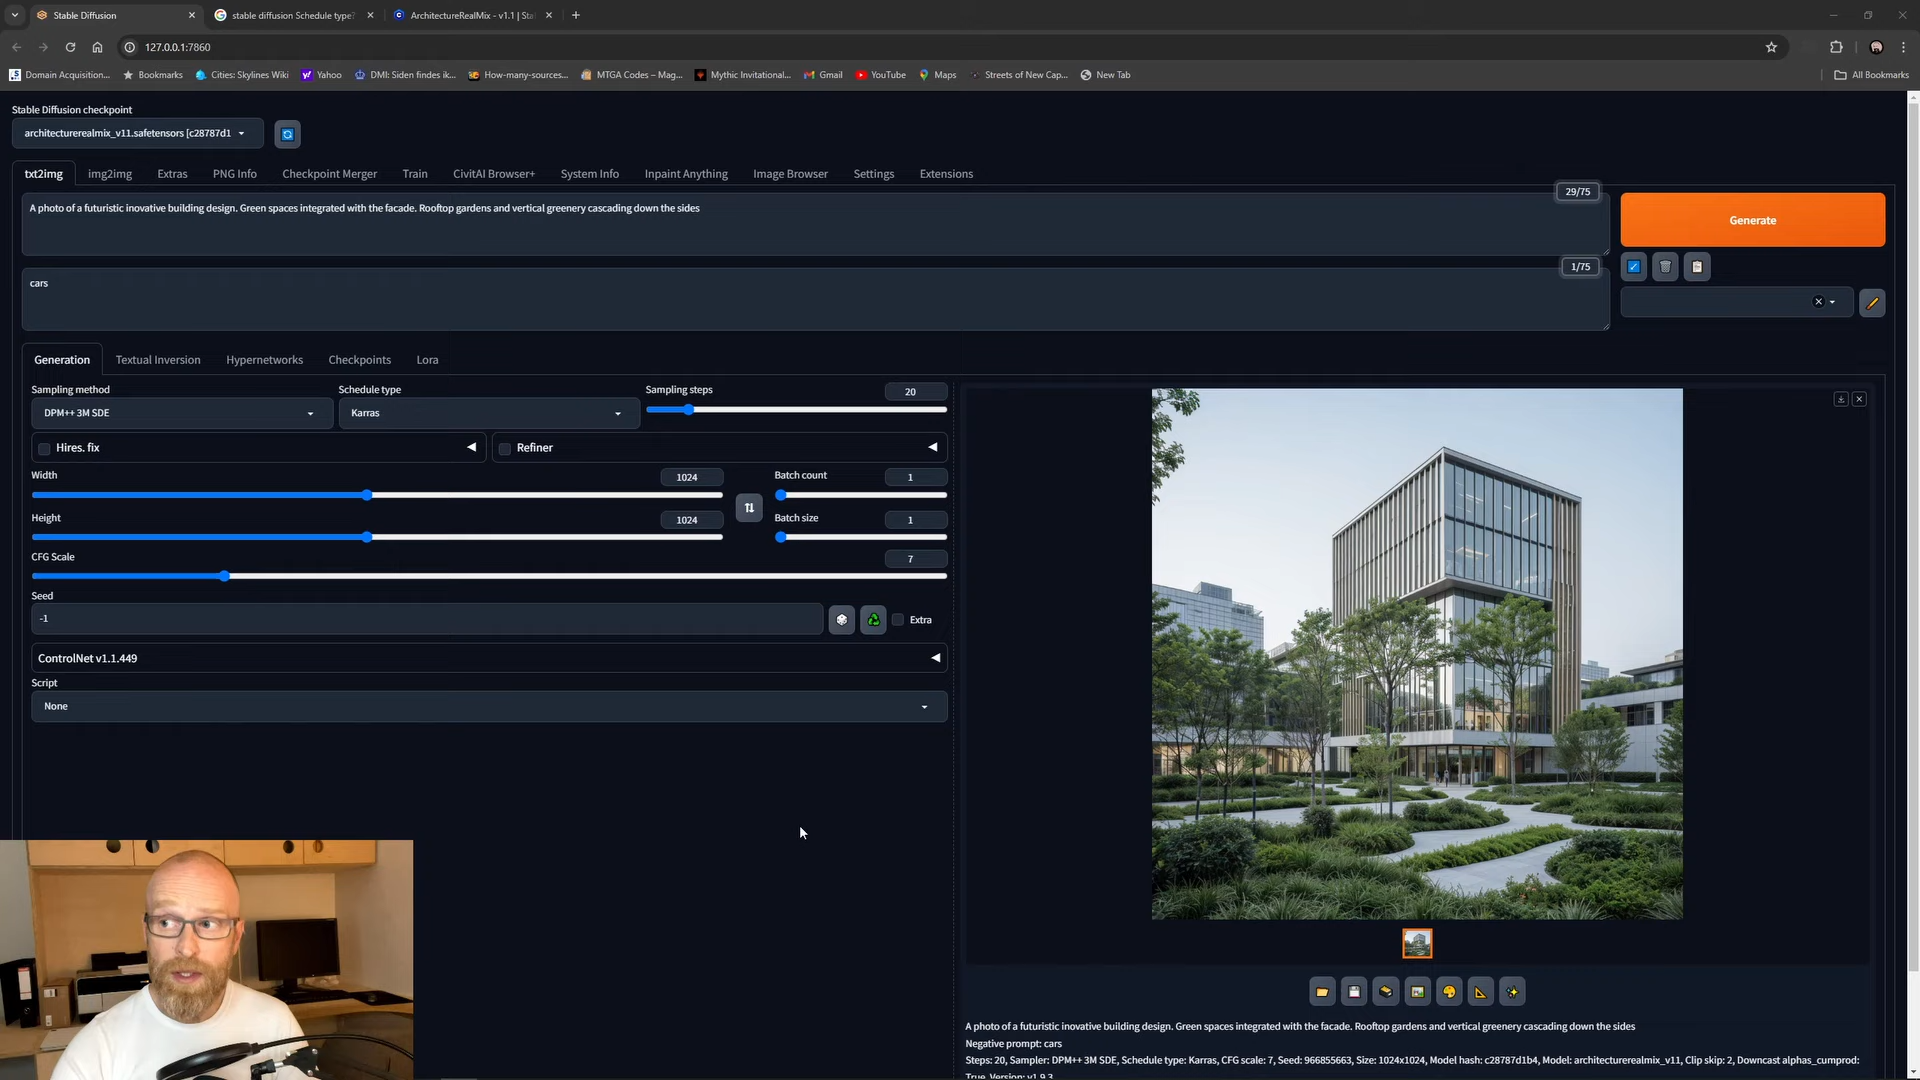 Stable Diffusion
stable diffusion Schedule type?
ArchitectureRealMix - v1.1 | Sta
127.0.0.1:7860
Domain Acquisition...
Bookmarks
Cities: Skylines Wiki
Yahoo
DMI: Siden findes ik...
How-many-sources...
MTGA Codes – Mag...
Mythic Invitational...
Gmail
YouTube
Maps
Streets of New Cap...
New Tab
All Bookmarks
Stable Diffusion checkpoint
architecturerealmix_v11.safetensors [c28787d1
txt2img
img2img
Extras
PNG Info
Checkpoint Merger
Train
CivitAI Browser+
System Info
Inpaint Anything
Image Browser
Settings
Extensions
29/75
A photo of a futuristic inovative building design. Green spaces integrated with the facade. Rooftop gardens and vertical greenery cascading down the sides
Generate
1/75
cars
Generation
Textual Inversion
Hypernetworks
Checkpoints
Lora
Sampling method
Schedule type
Sampling steps
20
DPM++ 3M SDE
Karras
Hires. fix
Refiner
Width
1024
Batch count
1
Height
1024
Batch size
1
CFG Scale
7
Seed
-1
Extra
ControlNet v1.1.449
Script
None
A photo of a futuristic inovative building design. Green spaces integrated with the facade. Rooftop gardens and vertical greenery cascading down the sides
Negative prompt: cars
Steps: 20, Sampler: DPM++ 3M SDE, Schedule type: Karras, CFG scale: 7, Seed: 966855663, Size: 1024x1024, Model hash: c28787d1b4, Model: architecturerealmix_v11, Clip skip: 2, Downcast alphas_cumprod:
True, Version: v1.9.3